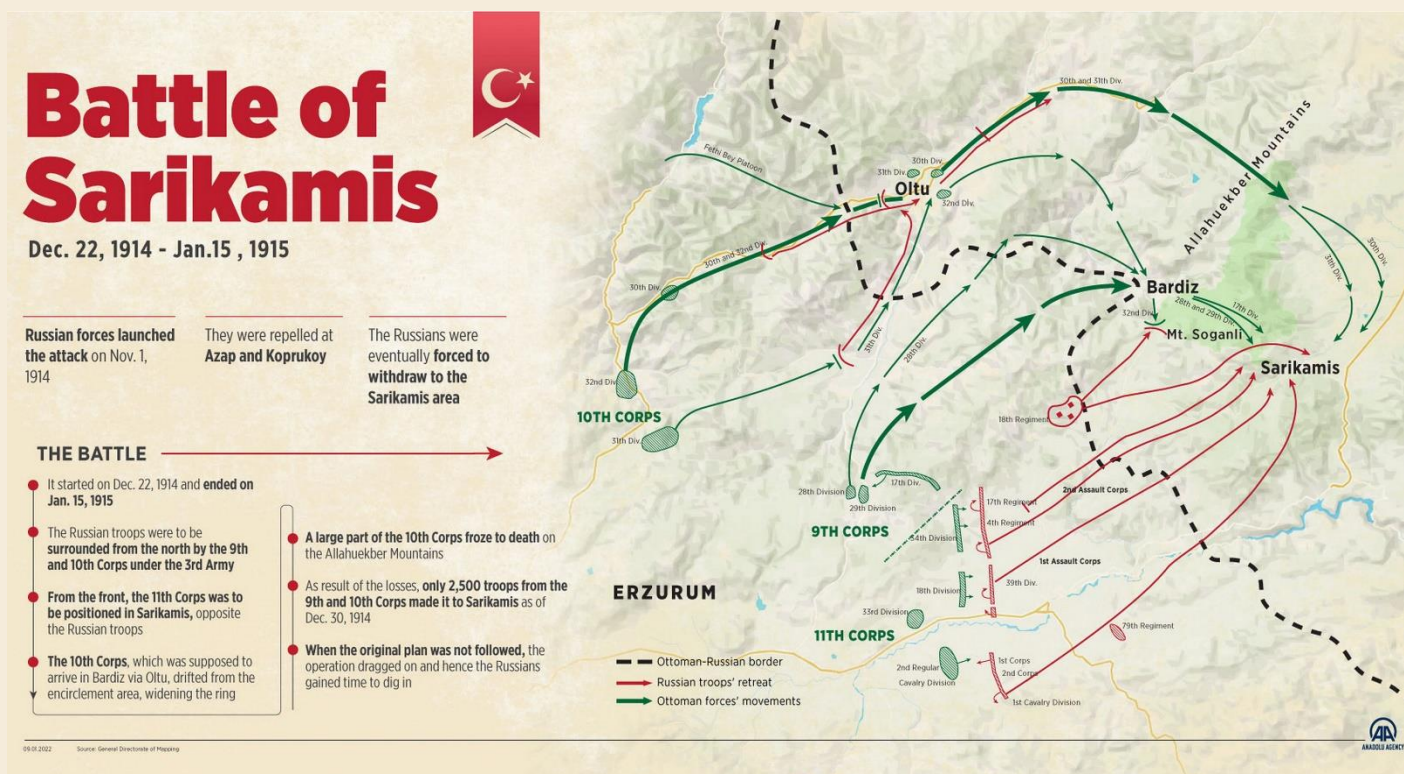 Battle of
Sarikamis
Dec. 22, 1914 - Jan.15 , 1915
Russian forces launched
the attack on Nov. 1,
1914
They were repelled at
Azap and Koprukoy
The Russians were
eventually forced to
withdraw to the
Sarikamis area
THE BATTLE
It started on Dec. 22, 1914 and ended on
Jan. 15, 1915
The Russian troops were to be
surrounded from the north by the 9th
and 10th Corps under the 3rd Army
From the front, the 11th Corps was to
be positioned in Sarikamis, opposite
the Russian troops
The 10th Corps, which was supposed to
arrive in Bardiz via Oltu, drifted from the
encirclement area, widening the ring
A large part of the 10th Corps froze to death on
the Allahuekber Mountains
As result of the losses, only 2,500 troops from the
9th and 10th Corps made it to Sarikamis as of
Dec. 30, 1914
When the original plan was not followed, the
operation dragged on and hence the Russians
gained time to dig in
09.01.2022
Source: General Directorate of Mapping
30th and 31th Div.
Allahuekber Mountains
Fethi Bey Platoon
30th Div.
31th Div.
Oltu
32nd Div.
30th and 32nd Div.
30th Div.
31th Div.
28th Div.
31th Div.
30th Div.
Bardiz
32nd Div.
17th Div.
28th and 29th Div.
Mt. Soganli
Sarikamis
32nd Div.
10TH CORPS
31th Div.
18th Regiment
28th Division
29th Division
17th Div.
9TH CORPS
17th Regiment
4th Regiment
34th Division
2nd Assault Corps
1st Assault Corps
39th Div.
18th Division
33rd Division
11TH CORPS
ERZURUM
79th Regiment
2nd Regular
Cavalry Division
1st Corps
2nd Corps
1st Cavalry Division
Ottoman-Russian border
Russian troops' retreat
Ottoman forces' movements
AA
ANADOLU AGENCY